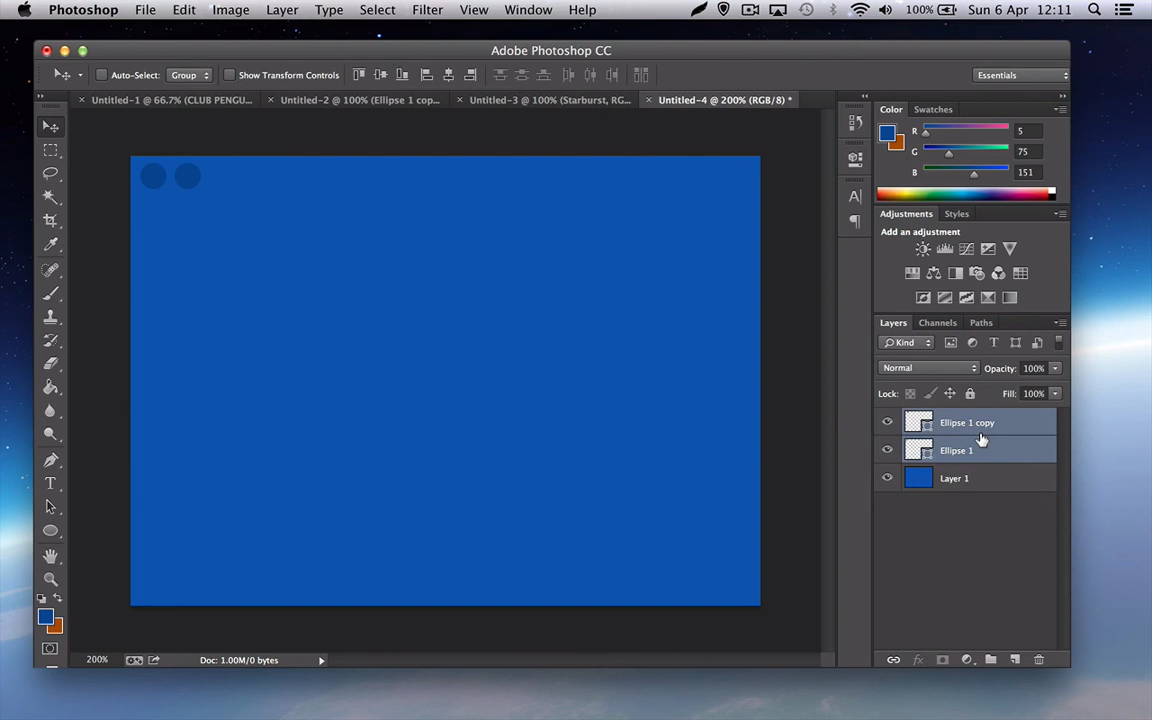 Photoshop File Edit Image Layer Type Select Filter View Window Help 100% Sun 6 Apr 12:11
Adobe Photoshop CC
Auto-Select: Group Show Transform Controls Essentials
Untitled-1 @ 66.7% (CLUB PENGU... Untitled-2 @ 100% (Ellipse 1 cop... Untitled-3 @ 100% (Starburst, RG... Untitled-4 @ 200% (RGB/8) *
Color Swatches
R 5
G 75
B 151
Adjustments Styles
Add an adjustment
Layers Channels Paths
Kind
Normal Opacity: 100%
Lock: Fill: 100%
Ellipse 1 copy
Ellipse 1
Layer 1
200% Doc: 1.00M/0 bytes